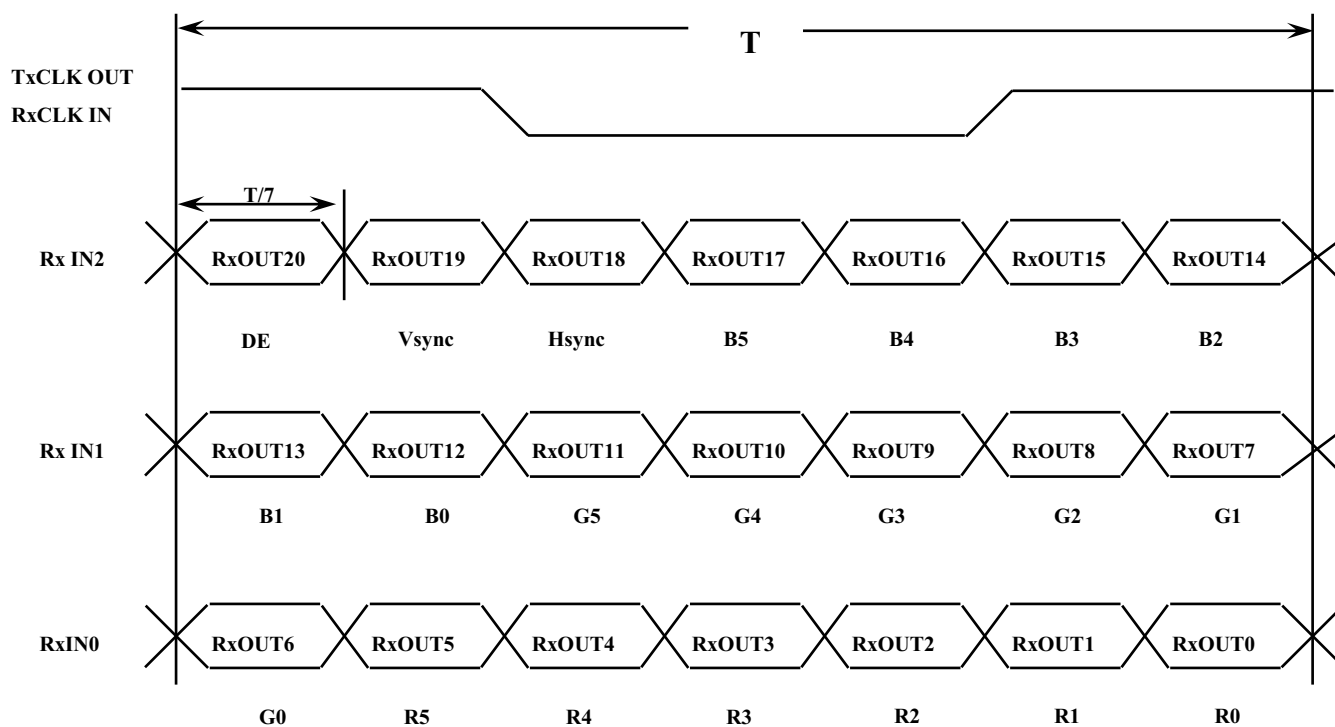 T
TxCLK OUT
RxCLK IN
T/7
Rx IN2 RxOUT20 RxOUT19 RxOUT18 RxOUT17 RxOUT16 RxOUT15 RxOUT14
DE Vsync Hsync B5 B4 B3 B2
Rx IN1 RxOUT13 RxOUT12 RxOUT11 RxOUT10 RxOUT9 RxOUT8 RxOUT7
B1 B0 G5 G4 G3 G2 G1
RxIN0 RxOUT6 RxOUT5 RxOUT4 RxOUT3 RxOUT2 RxOUT1 RxOUT0
G0 R5 R4 R3 R2 R1 R0